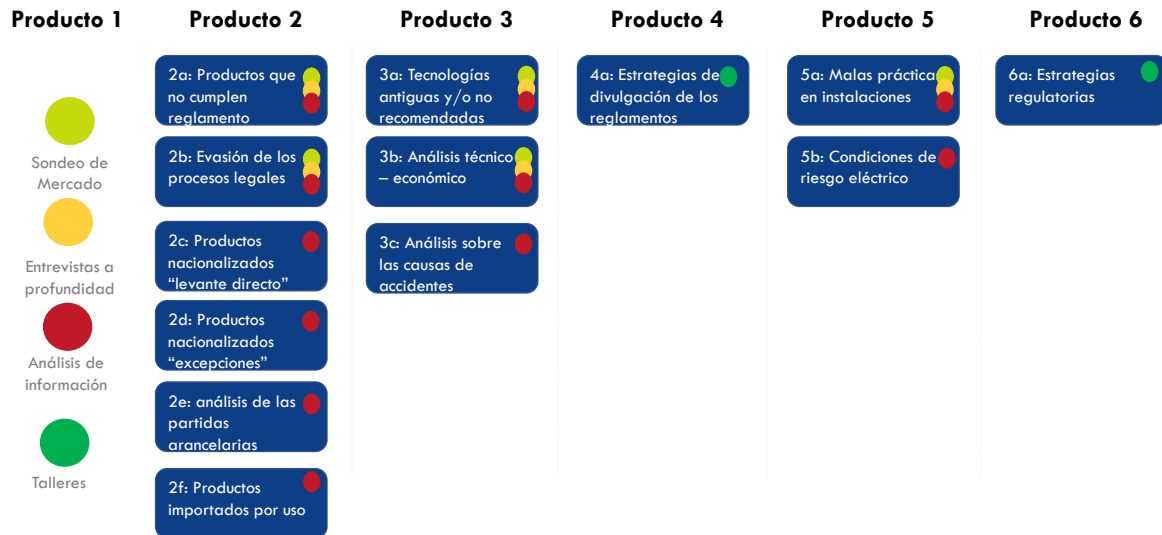 Producto 1
Producto 2
Producto 3
Producto 4
Producto 5
Producto 6
Sondeo de
Mercado
Entrevistas a
profundidad
Análisis de
información
Talleres
2a: Productos que
no cumplen
reglamento
2b: Evasión de los
procesos legales
2c: Productos
nacionalizados
“levante directo”
2d: Productos
nacionalizados
“excepciones”
2e: análisis de las
partidas
arancelarias
2f: Productos
importados por uso
3a: Tecnologías
antiguas y/o no
recomendadas
3b: Análisis técnico
– económico
3c: Análisis sobre
las causas de
accidentes
4a: Estrategias de
divulgación de los
reglamentos
5a: Malas práctica
en instalaciones
5b: Condiciones de
riesgo eléctrico
6a: Estrategias
regulatorias